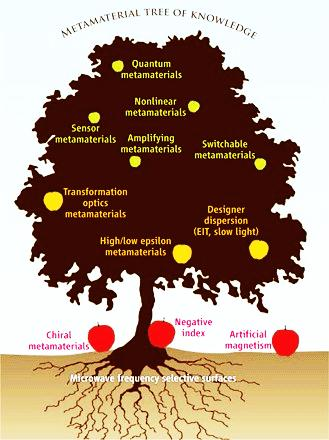 METAMATERIAL TREE OF KNOWLEDGE
Quantum
metamaterials
Nonlinear
metamaterials
Sensor
metamaterials
Amplifying
metamaterials
Switchable
metamaterials
Transformation
optics
metamaterials
Designer
dispersion
(EIT, slow light)
High/low epsilon
metamaterials
Chiral
metamaterials
Negative
index
Artificial
magnetism
Microwave frequency selective surfaces